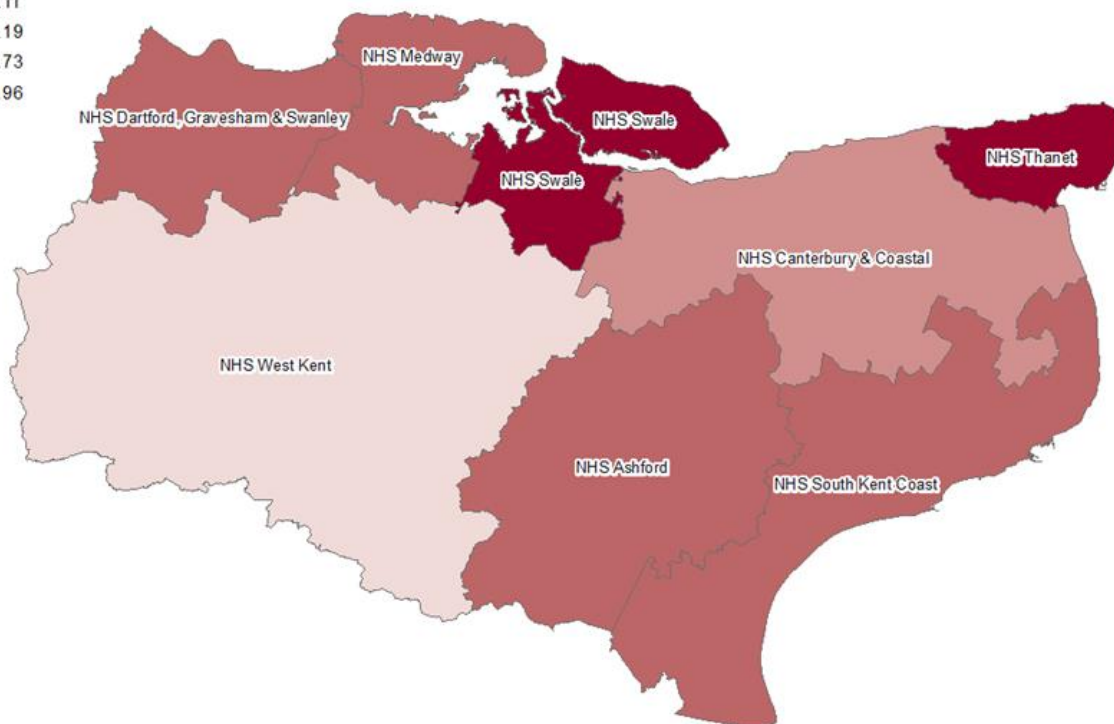 19
73
96
NHS Medway
NHS Dartford, Gravesham & Swanley
NHS Swale
NHS Thanet
NHS Swale
NHS Canterbury & Coastal
NHS West Kent
NHS Ashford
NHS South Kent Coast